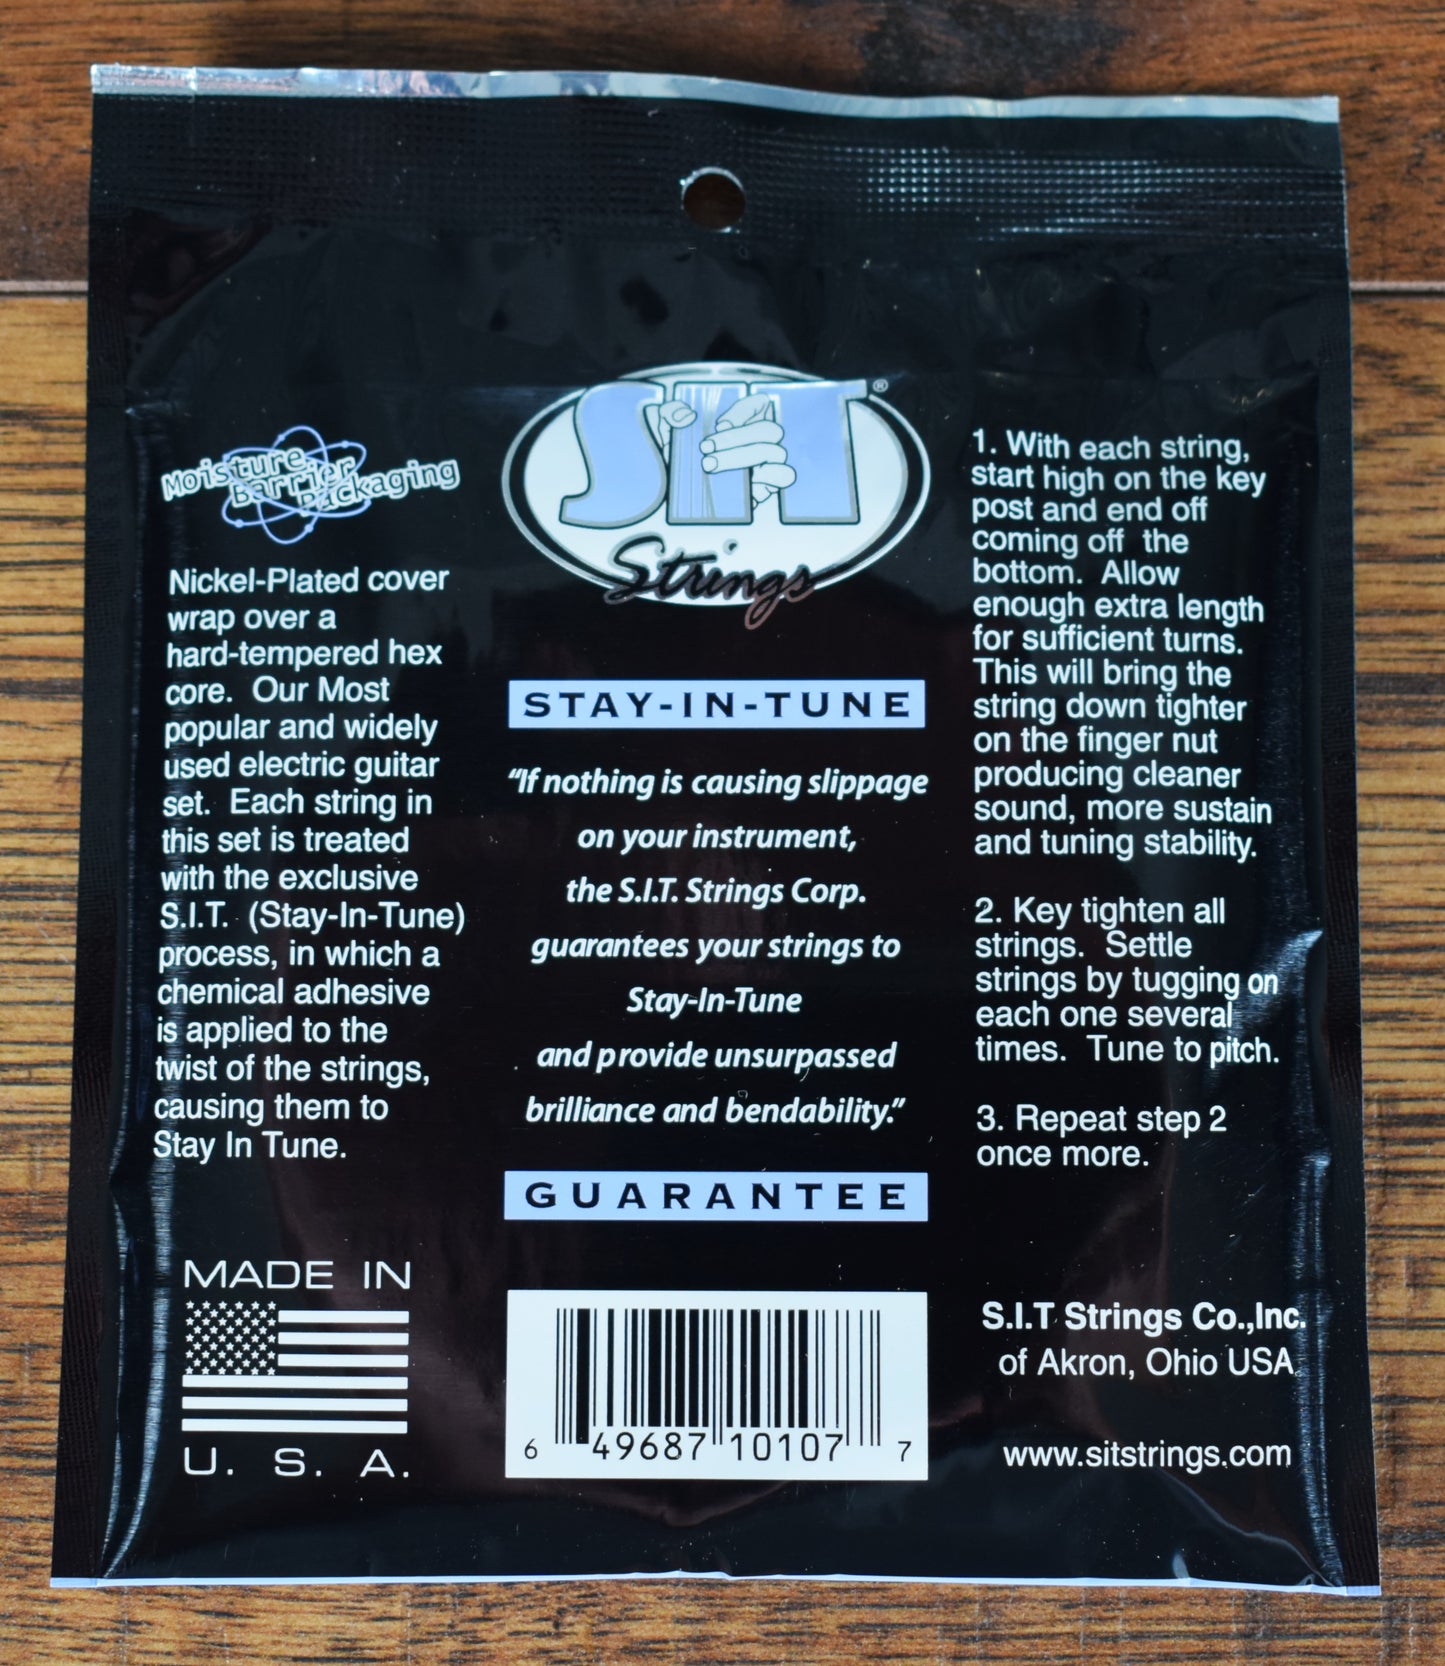 Moisture
Barrier
Packaging
Nickel-Plated cover
wrap over a
hard-tempered hex
core. Our Most
popular and widely
used electric guitar
set. Each string in
this set is treated
with the exclusive
S.I.T. (Stay-In-Tune)
process, in which a
chemical adhesive
is applied to the
twist of the strings,
causing them to
Stay In Tune.
MADE IN
U. S. A.
SIT®
Strings
STAY-IN-TUNE
“If nothing is causing slippage
on your instrument,
the S.I.T. Strings Corp.
guarantees your strings to
Stay-In-Tune
and provide unsurpassed
brilliance and bendability.”
GUARANTEE
6 49687 10107 7
1. With each string,
start high on the key
post and end off
coming off the
bottom. Allow
enough extra length
for sufficient turns.
This will bring the
string down tighter
on the finger nut
producing cleaner
sound, more sustain
and tuning stability.
2. Key tighten all
strings. Settle
strings by tugging on
each one several
times. Tune to pitch.
3. Repeat step 2
once more.
S.I.T Strings Co.,Inc.
of Akron, Ohio USA
www.sitstrings.com